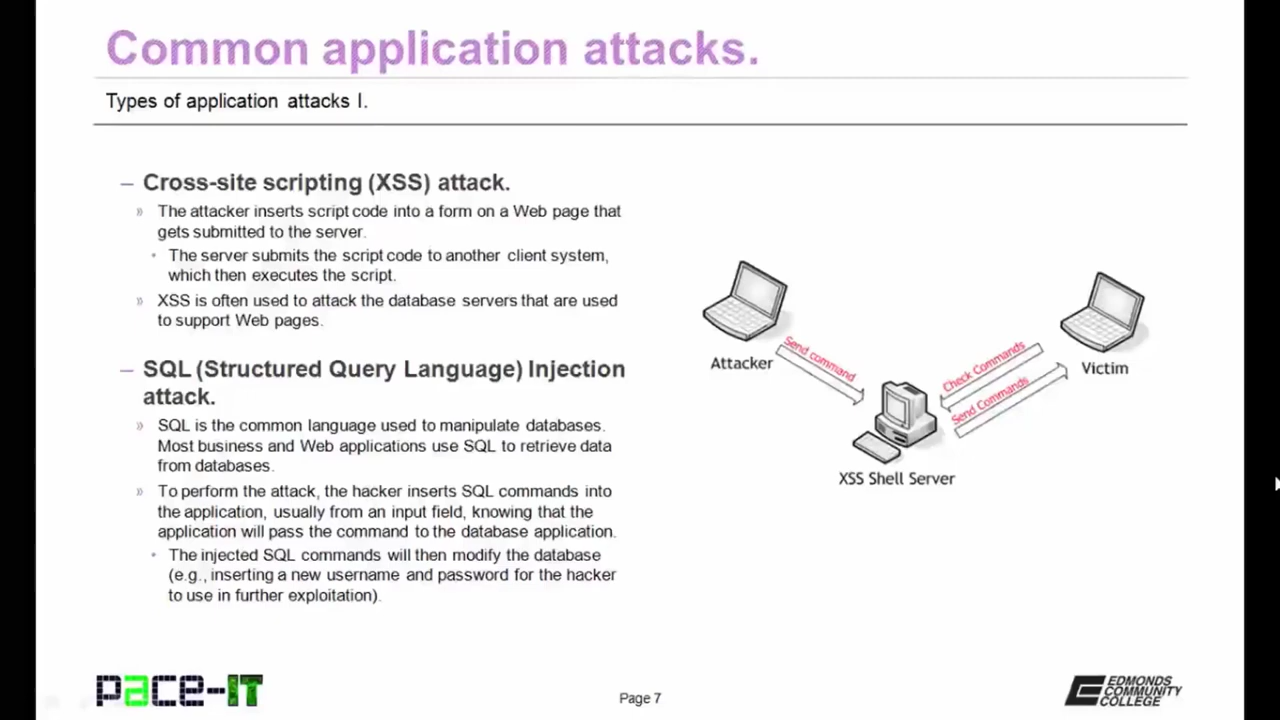 Common application attacks.
Types of application attacks I.
– Cross-site scripting (XSS) attack.
» The attacker inserts script code into a form on a Web page that
gets submitted to the server.
• The server submits the script code to another client system,
which then executes the script.
» XSS is often used to attack the database servers that are used
to support Web pages.
– SQL (Structured Query Language) Injection
attack.
» SQL is the common language used to manipulate databases.
Most business and Web applications use SQL to retrieve data
from databases.
» To perform the attack, the hacker inserts SQL commands into
the application, usually from an input field, knowing that the
application will pass the command to the database application.
• The injected SQL commands will then modify the database
(e.g., inserting a new username and password for the hacker
to use in further exploitation).
Attacker
Send command
Check Commands
Send Commands
Victim
XSS Shell Server
pace-IT
Page 7
EDMONDS
COMMUNITY
COLLEGE